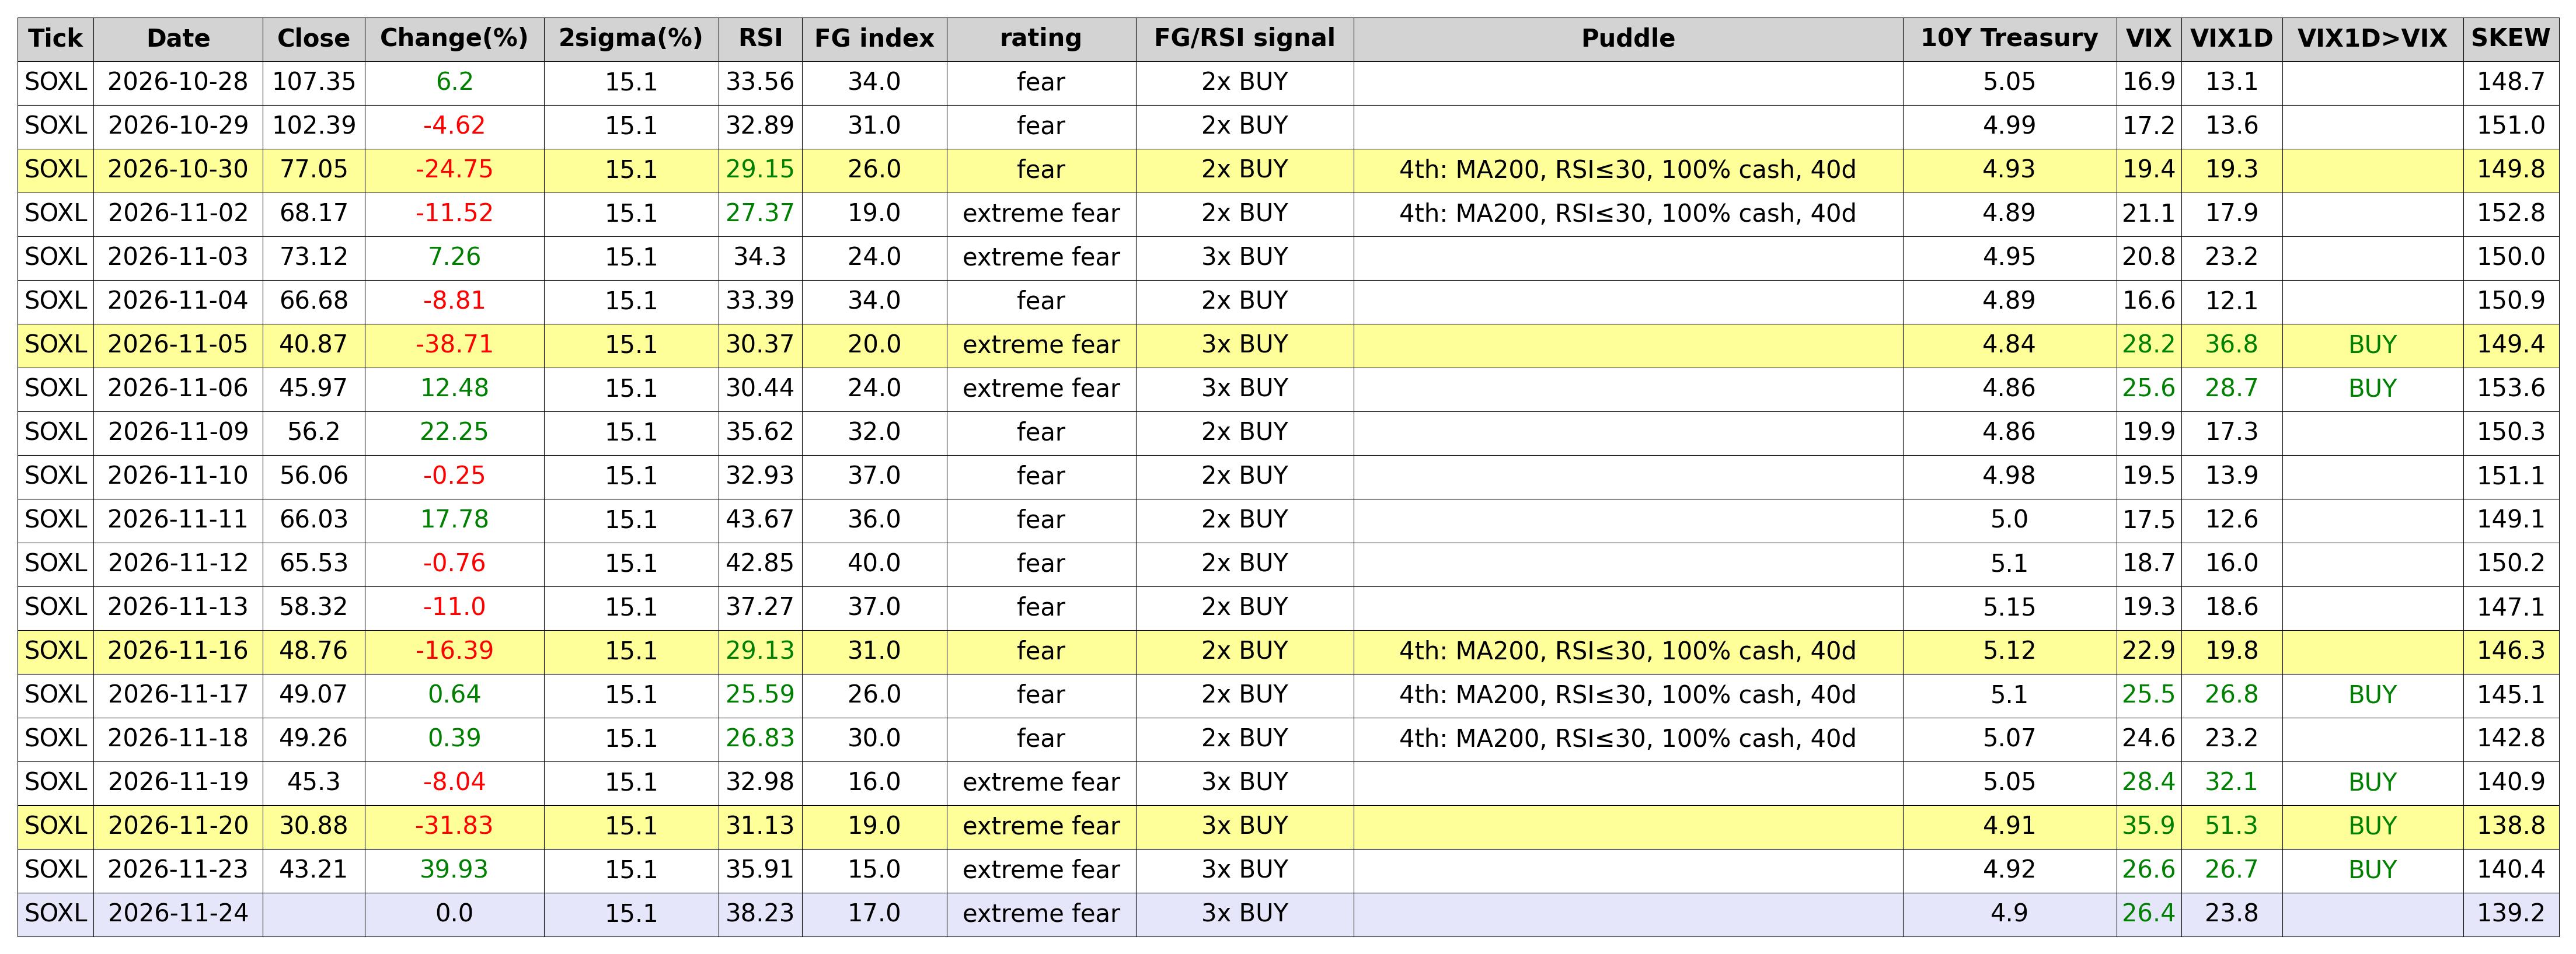 Tick Date Close Change(%) 2sigma(%) RSI FG index rating FG/RSI signal Puddle 10Y Treasury VIX VIX1D VIX1D>VIX SKEW
SOXL 2026-10-28 107.35 6.2 15.1 33.56 34.0 fear 2x BUY 5.05 16.9 13.1 148.7
SOXL 2026-10-29 102.39 -4.62 15.1 32.89 31.0 fear 2x BUY 4.99 17.2 13.6 151.0
SOXL 2026-10-30 77.05 -24.75 15.1 29.15 26.0 fear 2x BUY 4th: MA200, RSI≤30, 100% cash, 40d 4.93 19.4 19.3 149.8
SOXL 2026-11-02 68.17 -11.52 15.1 27.37 19.0 extreme fear 2x BUY 4th: MA200, RSI≤30, 100% cash, 40d 4.89 21.1 17.9 152.8
SOXL 2026-11-03 73.12 7.26 15.1 34.3 24.0 extreme fear 3x BUY 4.95 20.8 23.2 150.0
SOXL 2026-11-04 66.68 -8.81 15.1 33.39 34.0 fear 2x BUY 4.89 16.6 12.1 150.9
SOXL 2026-11-05 40.87 -38.71 15.1 30.37 20.0 extreme fear 3x BUY 4.84 28.2 36.8 BUY 149.4
SOXL 2026-11-06 45.97 12.48 15.1 30.44 24.0 extreme fear 3x BUY 4.86 25.6 28.7 BUY 153.6
SOXL 2026-11-09 56.2 22.25 15.1 35.62 32.0 fear 2x BUY 4.86 19.9 17.3 150.3
SOXL 2026-11-10 56.06 -0.25 15.1 32.93 37.0 fear 2x BUY 4.98 19.5 13.9 151.1
SOXL 2026-11-11 66.03 17.78 15.1 43.67 36.0 fear 2x BUY 5.0 17.5 12.6 149.1
SOXL 2026-11-12 65.53 -0.76 15.1 42.85 40.0 fear 2x BUY 5.1 18.7 16.0 150.2
SOXL 2026-11-13 58.32 -11.0 15.1 37.27 37.0 fear 2x BUY 5.15 19.3 18.6 147.1
SOXL 2026-11-16 48.76 -16.39 15.1 29.13 31.0 fear 2x BUY 4th: MA200, RSI≤30, 100% cash, 40d 5.12 22.9 19.8 146.3
SOXL 2026-11-17 49.07 0.64 15.1 25.59 26.0 fear 2x BUY 4th: MA200, RSI≤30, 100% cash, 40d 5.1 25.5 26.8 BUY 145.1
SOXL 2026-11-18 49.26 0.39 15.1 26.83 30.0 fear 2x BUY 4th: MA200, RSI≤30, 100% cash, 40d 5.07 24.6 23.2 142.8
SOXL 2026-11-19 45.3 -8.04 15.1 32.98 16.0 extreme fear 3x BUY 5.05 28.4 32.1 BUY 140.9
SOXL 2026-11-20 30.88 -31.83 15.1 31.13 19.0 extreme fear 3x BUY 4.91 35.9 51.3 BUY 138.8
SOXL 2026-11-23 43.21 39.93 15.1 35.91 15.0 extreme fear 3x BUY 4.92 26.6 26.7 BUY 140.4
SOXL 2026-11-24 0.0 15.1 38.23 17.0 extreme fear 3x BUY 4.9 26.4 23.8 139.2